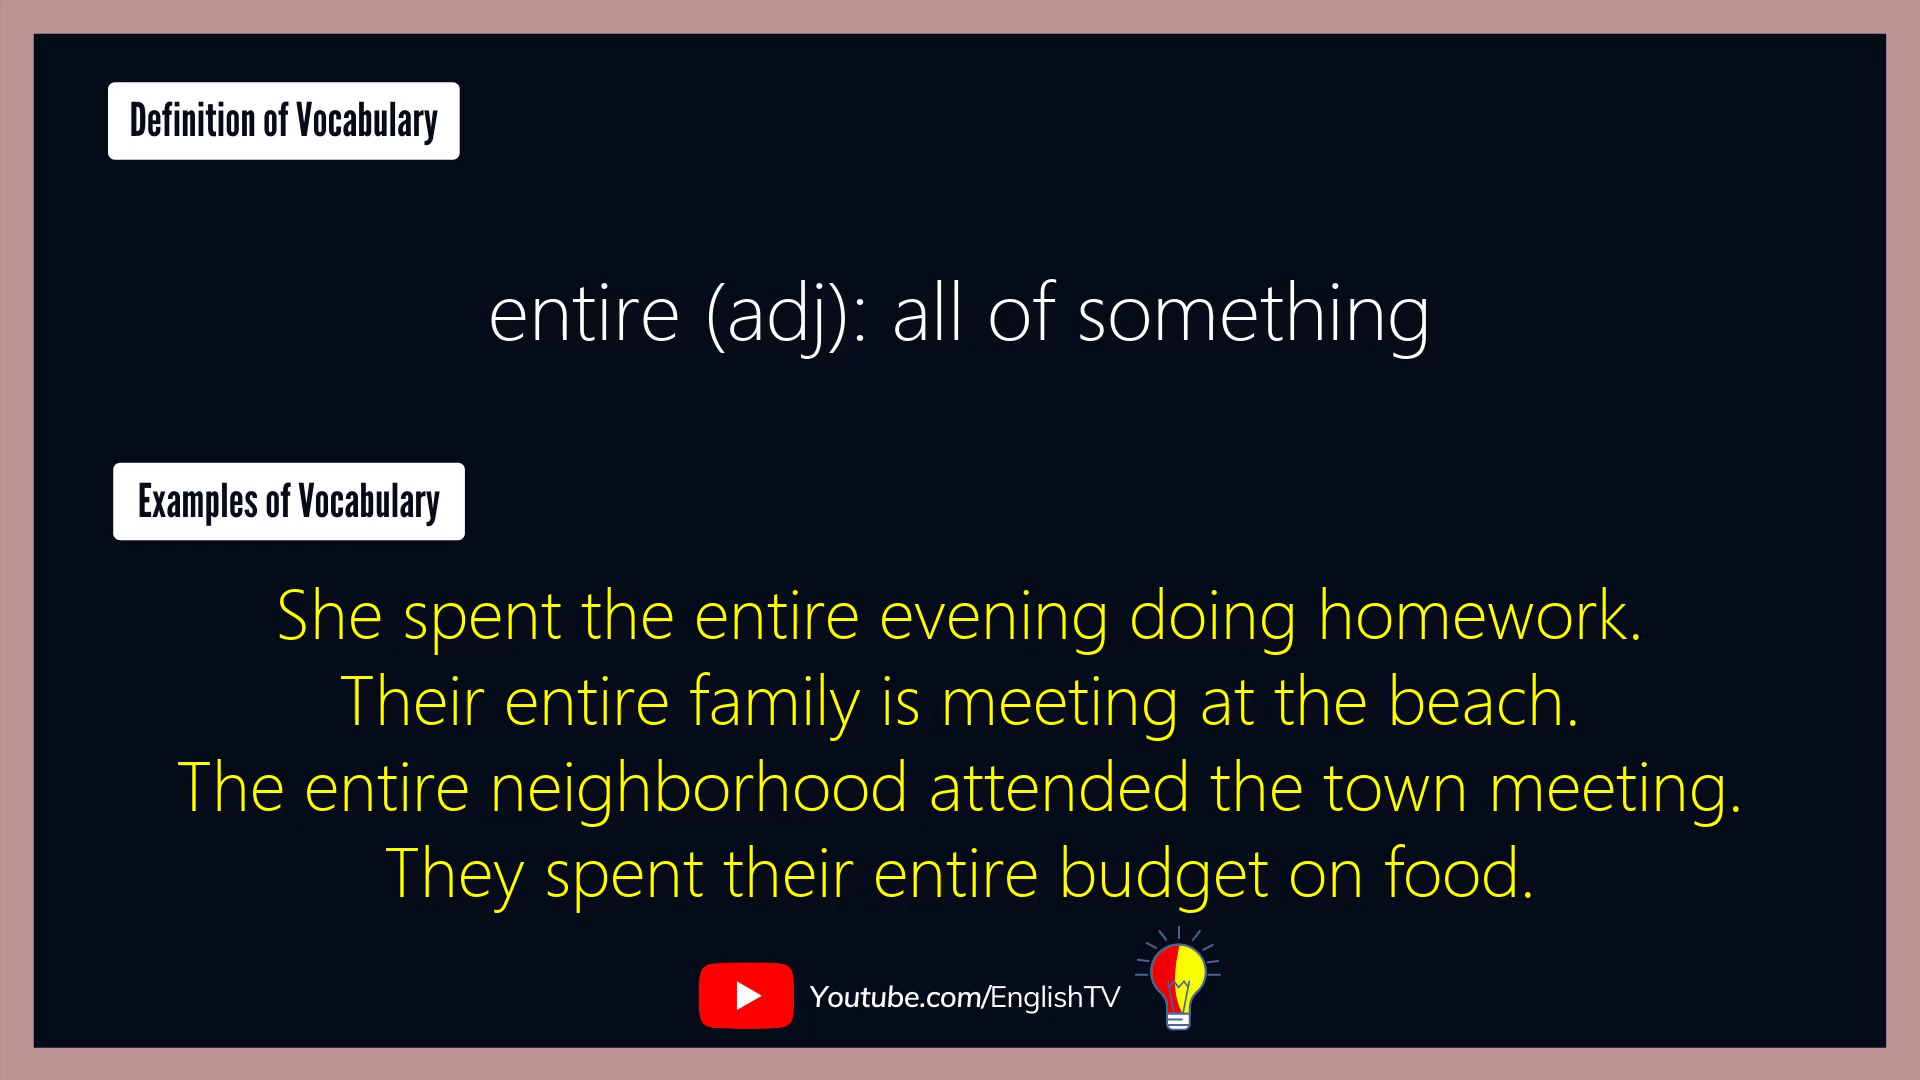 Definition of Vocabulary
entire (adj): all of something
Examples of Vocabulary
She spent the entire evening doing homework.
Their entire family is meeting at the beach.
The entire neighborhood attended the town meeting.
They spent their entire budget on food.
Youtube.com/EnglishTV